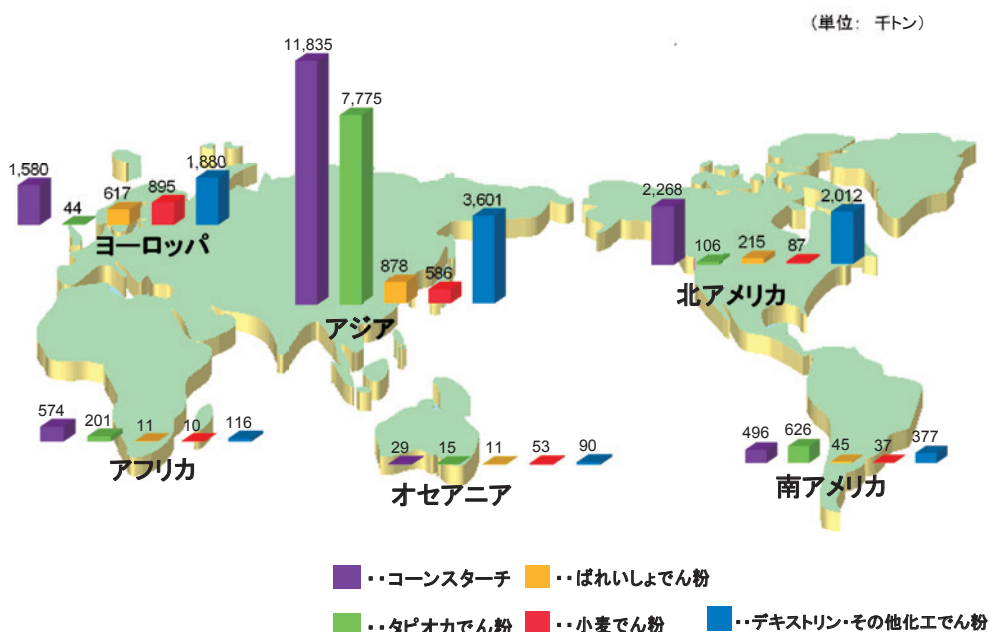 (単位: 千トン)
11,835
7,775
878
586
3,601
アジア
1,580
44
617
895
1,880
ヨーロッパ
2,268
106
215
87
2,012
北アメリカ
574
201
11
10
116
アフリカ
29
15
11
53
90
オセアニア
496
626
45
37
377
南アメリカ
・・コーンスターチ
・・ばれいしょでん粉
・・タピオカでん粉
・・小麦でん粉
・・デキストリン・その他化工でん粉